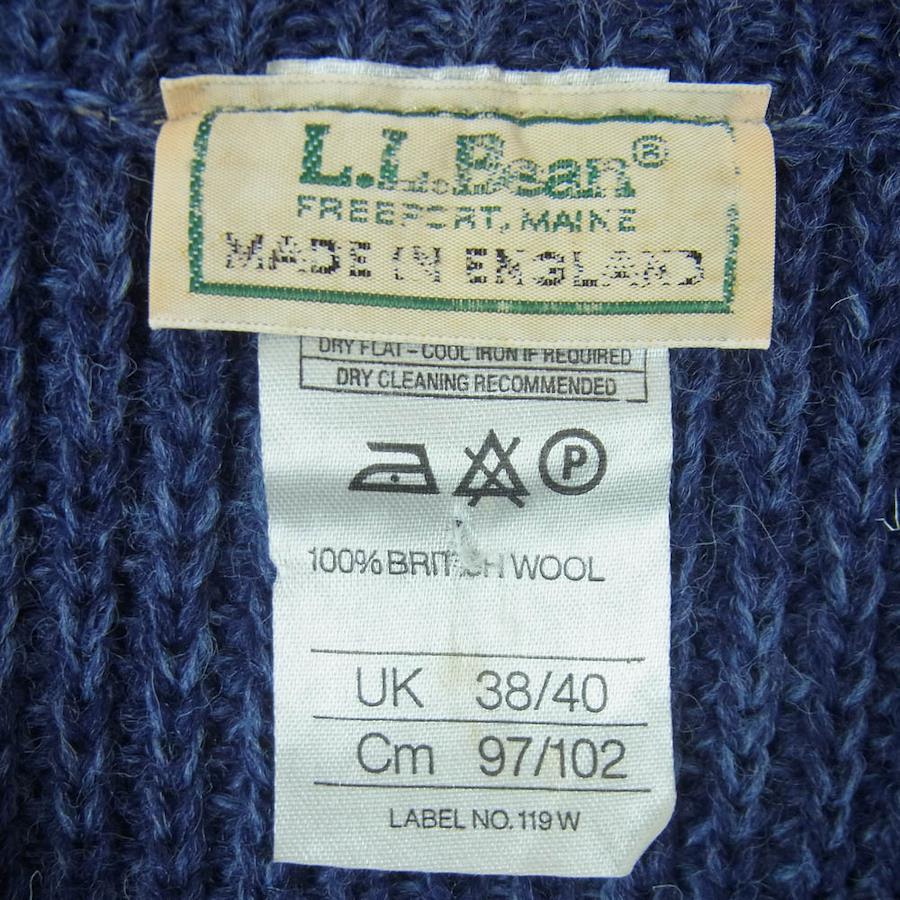 L.L.Bean®
FREEPORT, MAINE
MADE IN ENGLAND
DRY FLAT – COOL IRON IF REQUIRED
DRY CLEANING RECOMMENDED
P
100% BRITISH WOOL
UK 38/40
Cm 97/102
LABEL NO. 119 W